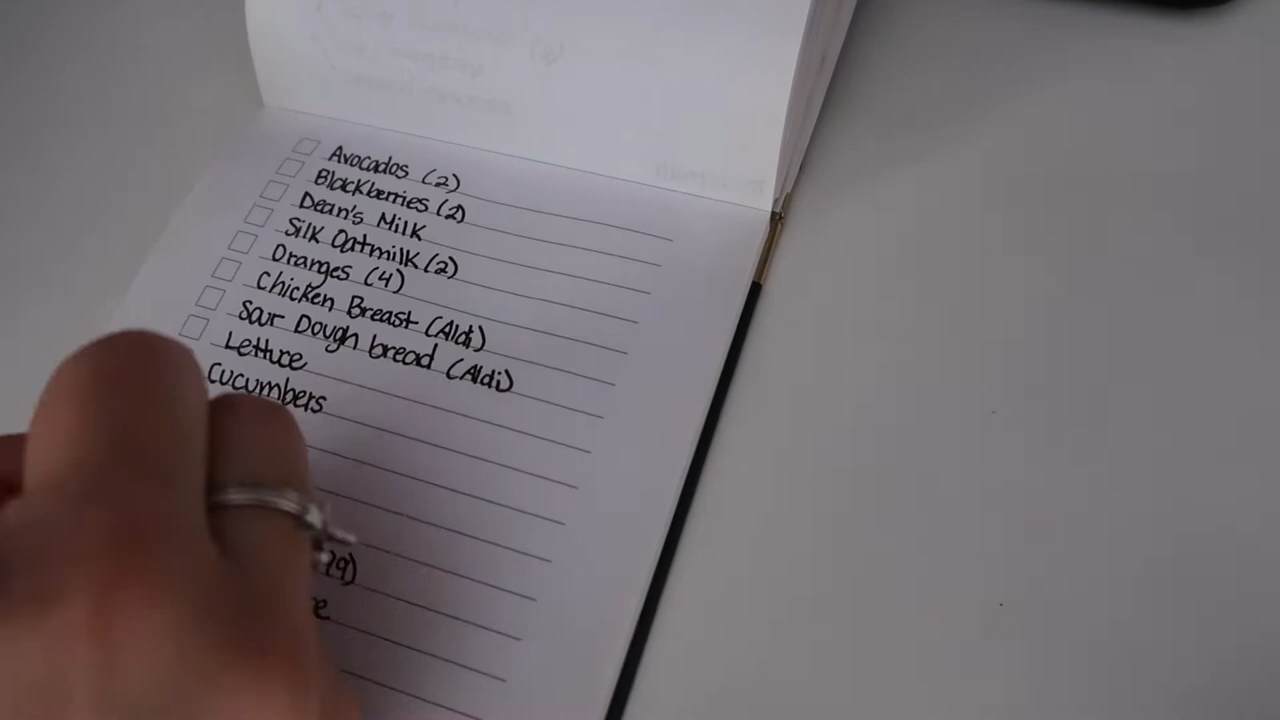 Avocados (2)
Blackberries (2)
Dean's Milk
Silk Oatmilk (2)
Oranges (4)
Chicken Breast (Aldi)
Sour Dough bread (Aldi)
Lettuce
Cucumbers